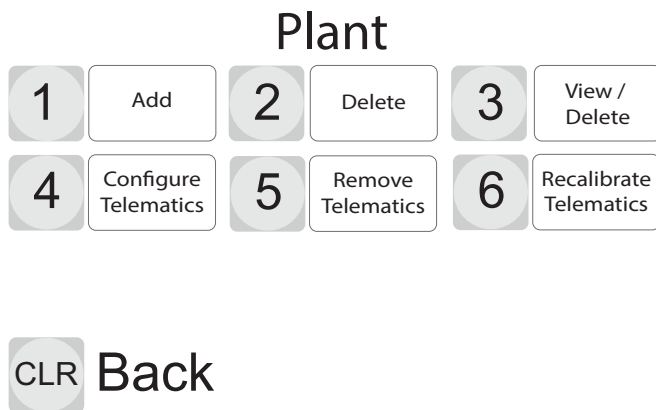 Plant
1 Add 2 Delete 3 View /
Delete
4 Configure
Telematics 5 Remove
Telematics 6 Recalibrate
Telematics
CLR Back